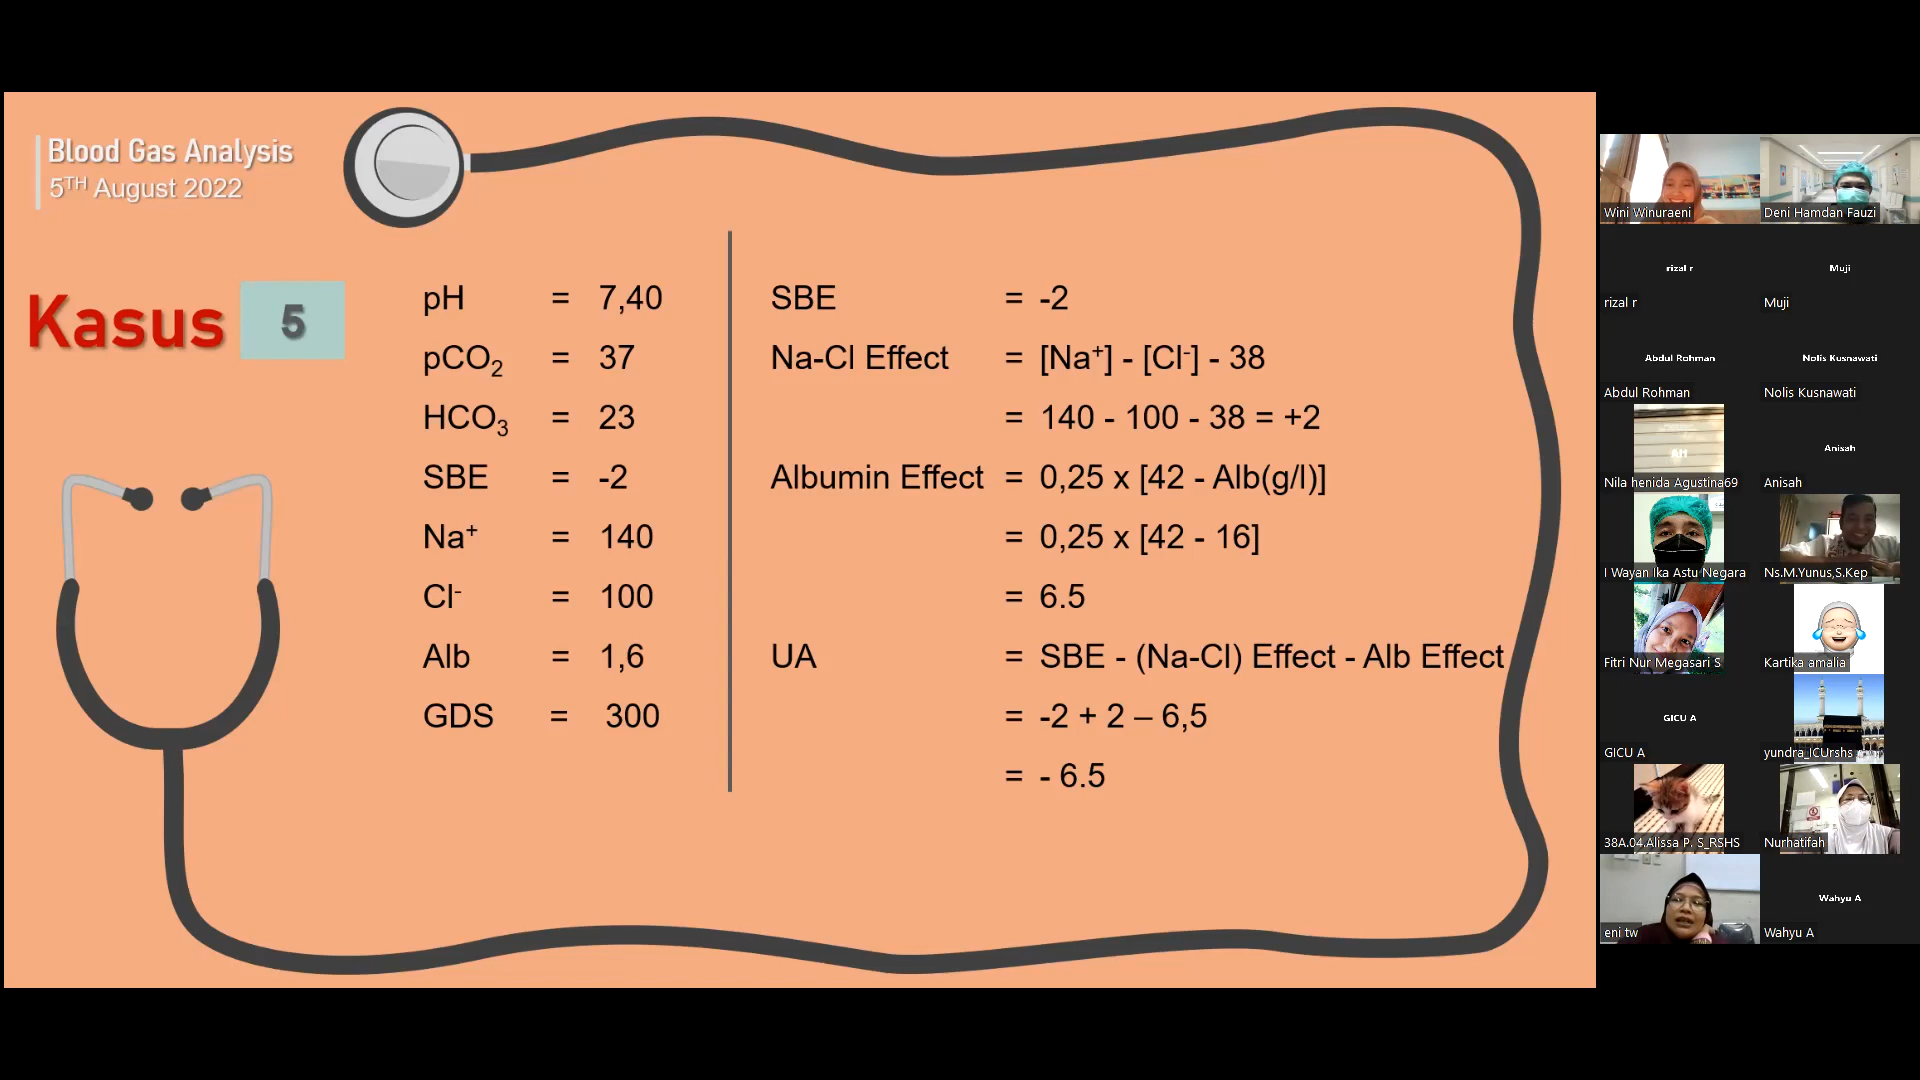 Blood Gas Analysis
5TH August 2022
Kasus 5
pH = 7,40
pCO2 = 37
HCO3 = 23
SBE = -2
Na+ = 140
Cl- = 100
Alb = 1,6
GDS = 300
SBE = -2
Na-Cl Effect = [Na+] - [Cl-] - 38
= 140 - 100 - 38 = +2
Albumin Effect = 0,25 x [42 - Alb(g/l)]
= 0,25 x [42 - 16]
= 6.5
UA = SBE - (Na-Cl) Effect - Alb Effect
= -2 + 2 – 6,5
= - 6.5
Wini Winuraeni
Deni Hamdan Fauzi
rizal r
rizal r
Muji
Muji
Abdul Rohman
Abdul Rohman
Nolis Kusnawati
Nolis Kusnawati
Nila henida Agustina69
Anisah
Anisah
I Wayan Ika Astu Negara
Ns.M.Yunus,S.Kep
Fitri Nur Megasari S
Kartika amalia
GICU A
GICU A
yundra_ICUrshs
38A.04.Alissa P. S_RSHS
Nurhatifah
eni tw
Wahyu A
Wahyu A